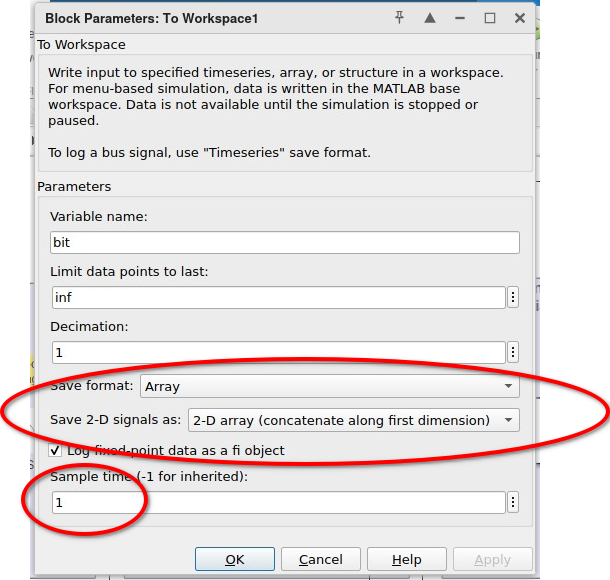 Block Parameters: To Workspace1
To Workspace
Write input to specified timeseries, array, or structure in a workspace.
For menu-based simulation, data is written in the MATLAB base
workspace. Data is not available until the simulation is stopped or
paused.
To log a bus signal, use "Timeseries" save format.
Parameters
Variable name:
bit
Limit data points to last:
inf
Decimation:
1
Save format: Array
Save 2-D signals as: 2-D array (concatenate along first dimension)
Log fixed-point data as a fi object
Sample time (-1 for inherited):
1
OK Cancel Help Apply